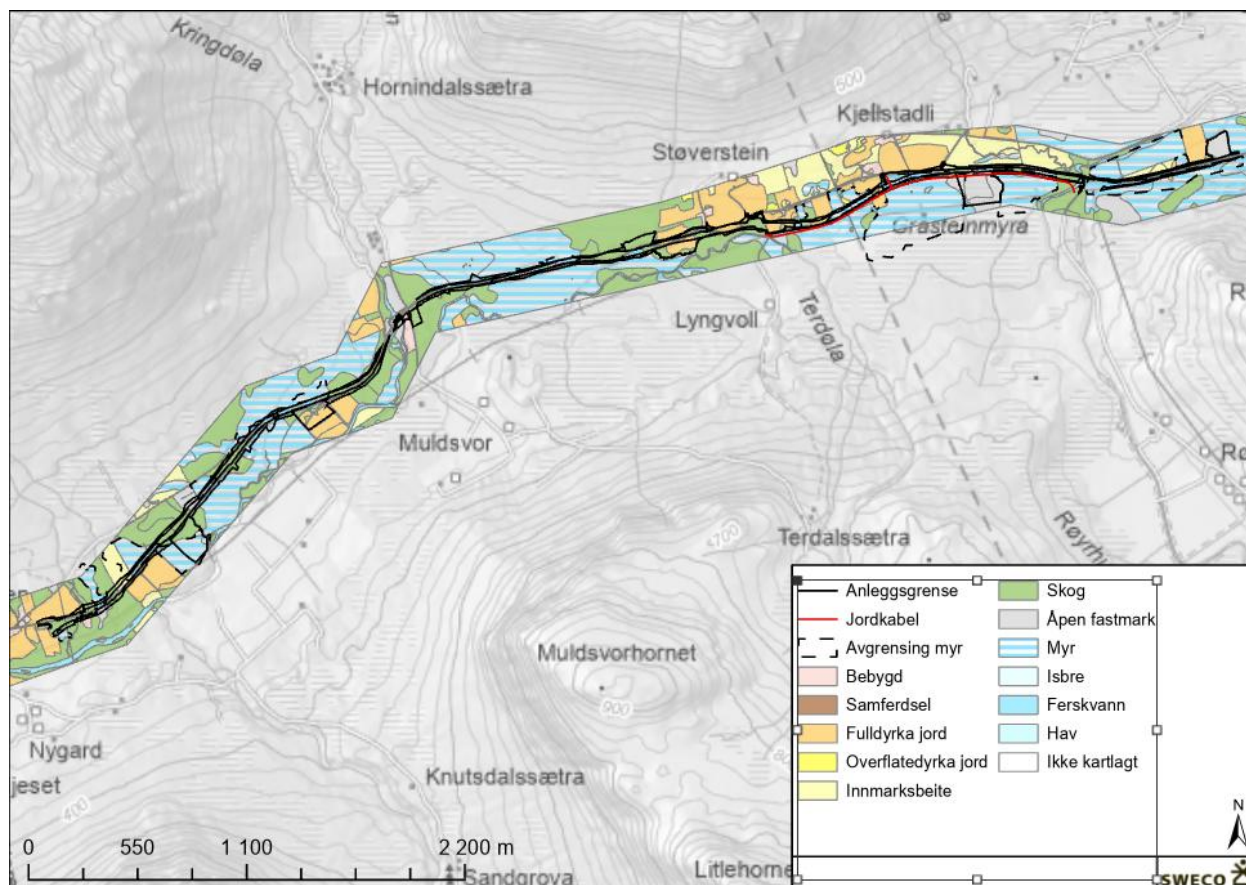 Kringdøla
Hornindalssætra
500
Kjellstadli
Støverstein
Gråsteinmyra
Lyngvoll
Terdøla
Muldsvor
Terdalssætra
700
Muldsvorhornet
900
Nygard
jeset
Knutsdalssætra
400
Sandgrova
Litlehorne
0 550 1 100 2 200 m
Anleggsgrense
Jordkabel
Avgrensing myr
Bebygd
Samferdsel
Fulldyrka jord
Overflatedyrka jord
Innmarksbeite
Skog
Åpen fastmark
Myr
Isbre
Ferskvann
Hav
Ikke kartlagt
N
SWECO